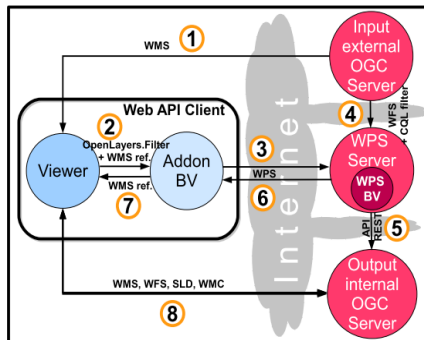 1
WMS
Input
external
OGC
Server
Web API Client
2
OpenLayers.Filter
+ WMS ref.
Viewer
Addon
BV
WMS ref.
7
3
WPS
6
Internet
4
WFS
+ CQL filter
WPS
Server
WPS
BV
API
REST
5
Output
internal
OGC
Server
WMS, WFS, SLD, WMC
8